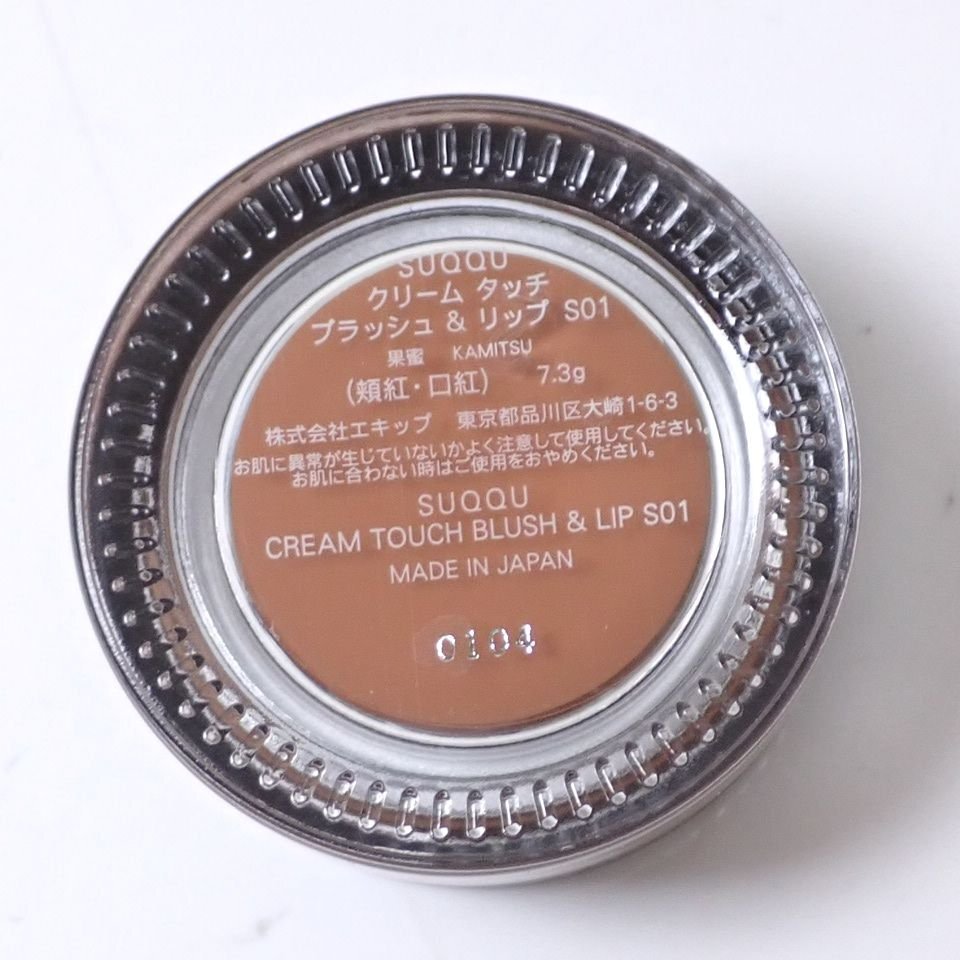 SUQQU
クリーム タッチ
ブラッシュ & リップ S01
果蜜 KAMITSU
(頬紅・口紅) 7.3g
株式会社エキップ 東京都品川区大崎1-6-3
お肌に異常が生じていないかよく注意して使用してください。
お肌に合わない時はご使用をおやめください。
SUQQU
CREAM TOUCH BLUSH & LIP S01
MADE IN JAPAN
0104